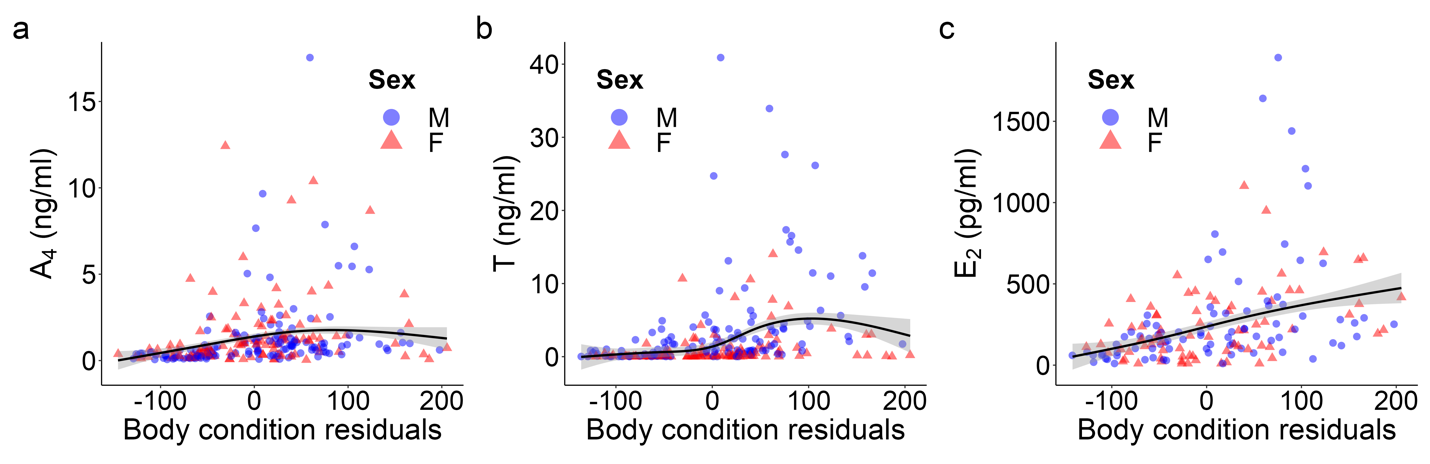 a
Sex
M
F
15
10
5
0
A4 (ng/ml)
-100 0 100 200
Body condition residuals
b
Sex
M
F
40
30
20
10
0
T (ng/ml)
-100 0 100 200
Body condition residuals
c
Sex
M
F
1500
1000
500
0
E2 (pg/ml)
-100 0 100 200
Body condition residuals